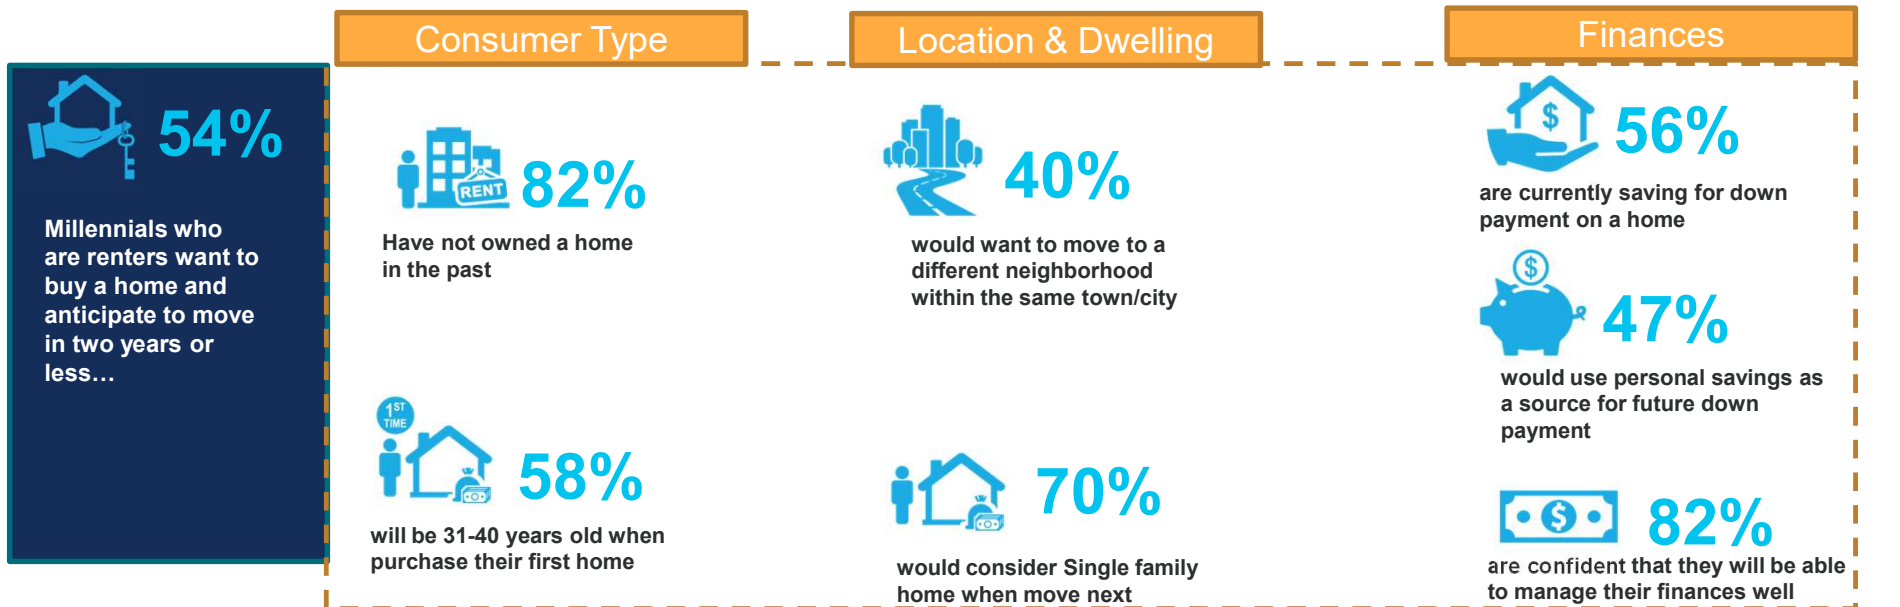 Consumer Type
Location & Dwelling
Finances
54%
Millennials who
are renters want to
buy a home and
anticipate to move
in two years or
less…
RENT
82%
Have not owned a home
in the past
1ST
TIME
58%
will be 31-40 years old when
purchase their first home
40%
would want to move to a
different neighborhood
within the same town/city
70%
would consider Single family
home when move next
$
56%
are currently saving for down
payment on a home
$
47%
would use personal savings as
a source for future down
payment
$
82%
are confident that they will be able
to manage their finances well